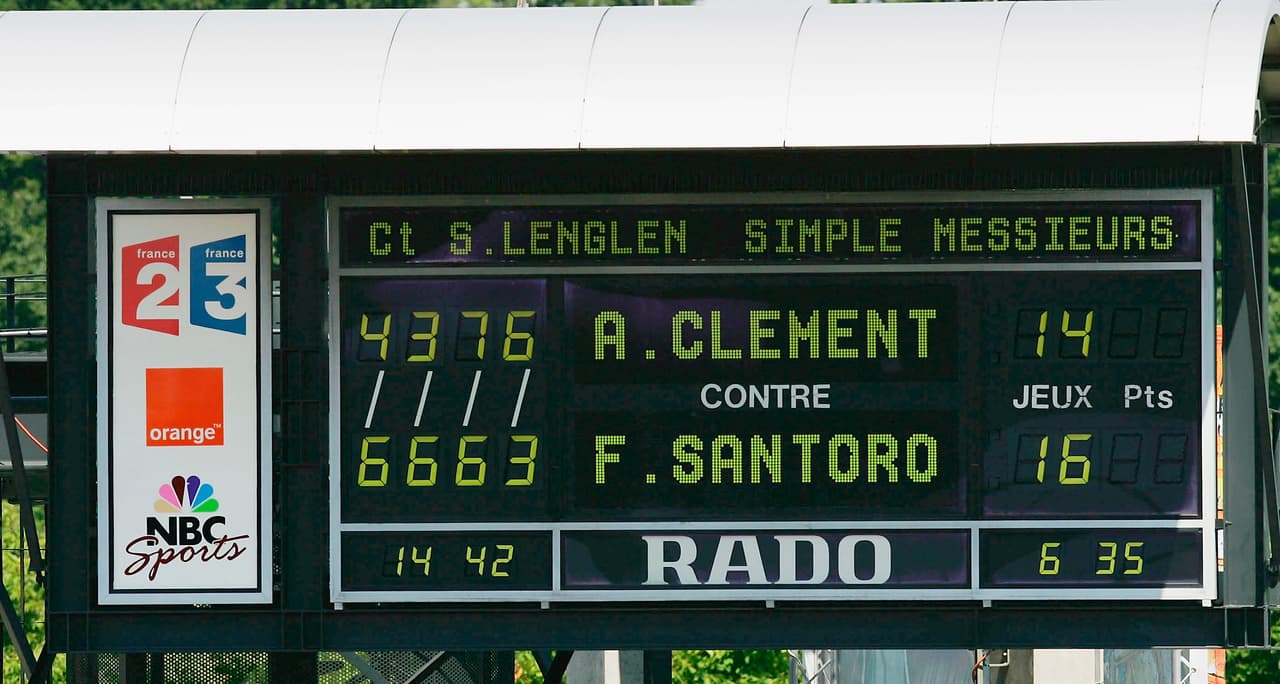 france 2 france 3
orange™
NBC
Sports
Ct S.LENGLEN SIMPLE MESSIEURS
4 3 7 6 A.CLEMENT 14
/ / / / CONTRE JEUX Pts
6 6 6 3 F.SANTORO 16
14 42 RADO 6 35